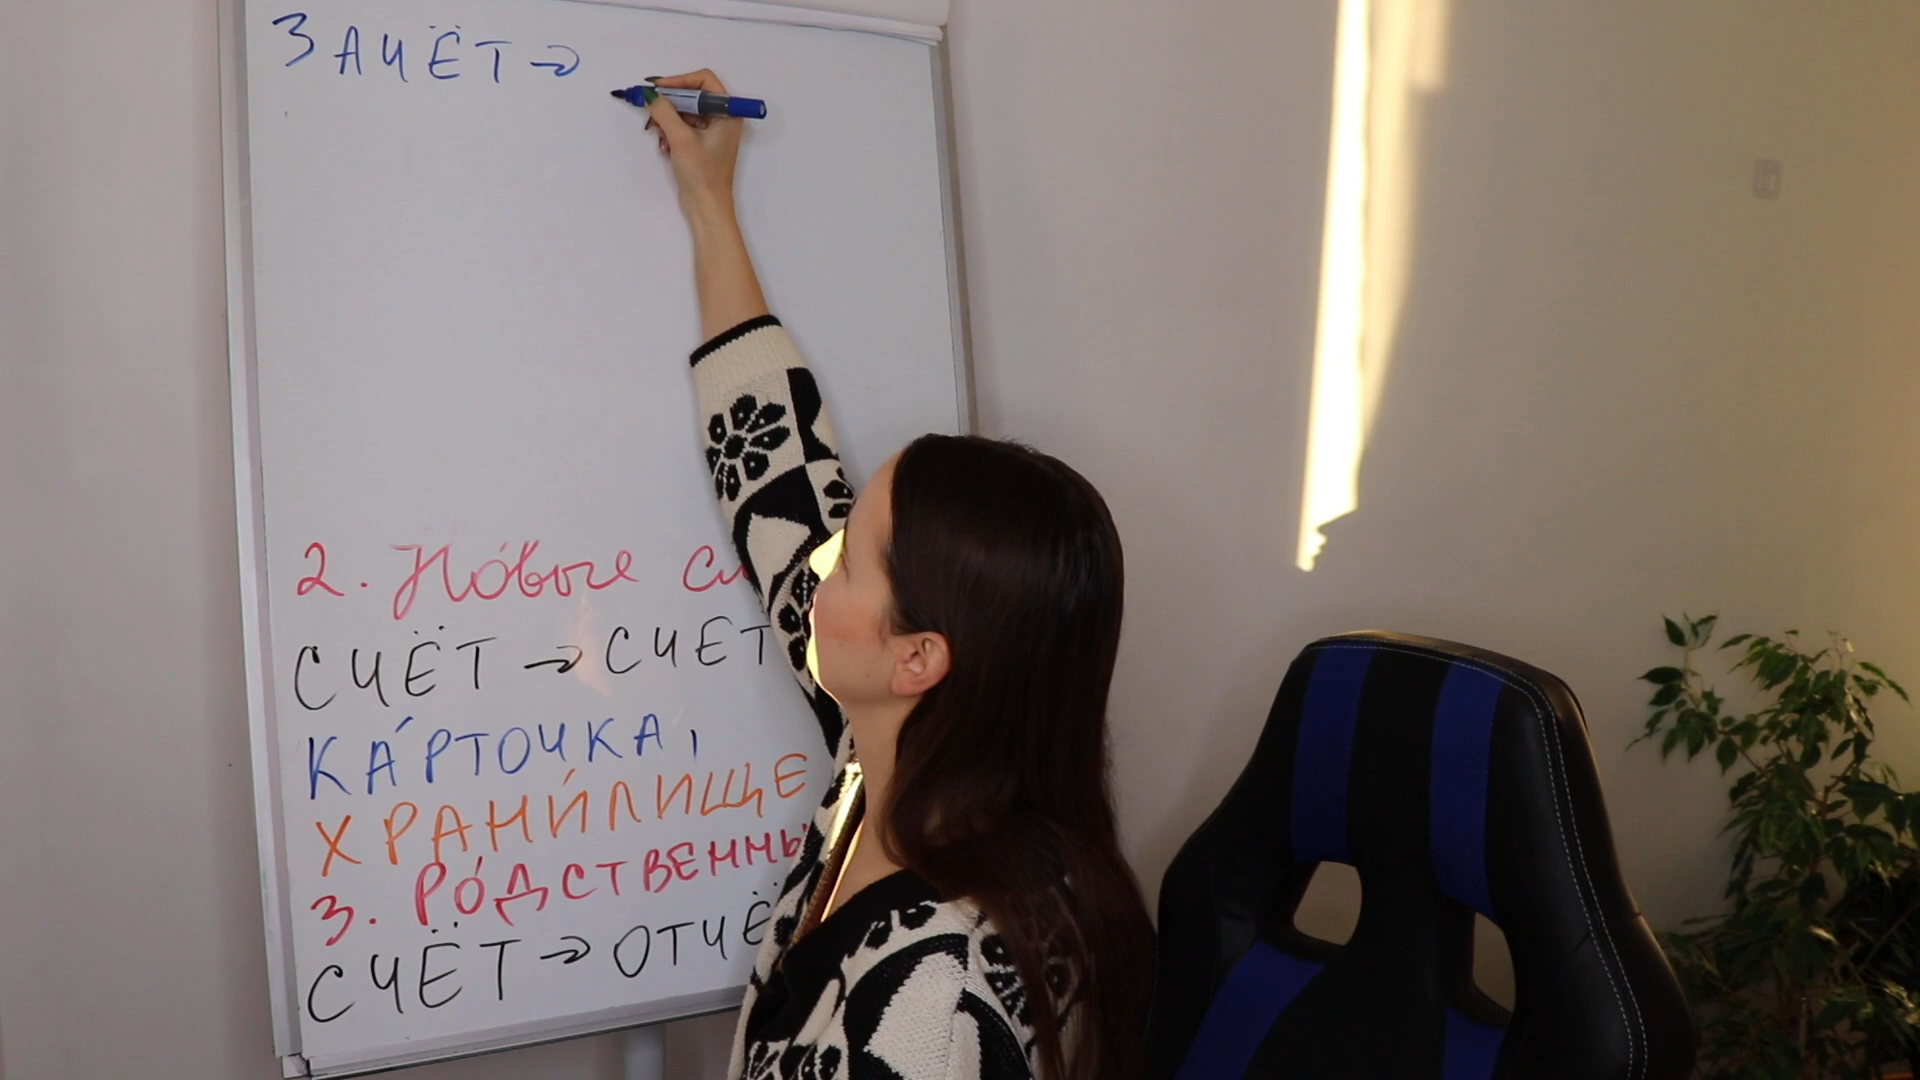 ЗАЧЁТ →
2. Но́вые
СЧЁТ → СЧЕТ
КА́РТОЧКА,
ХРАНИ́ЛИЩЕ
3. РО́ДСТВЕННЫ
СЧЁТ → ОТЧЁ